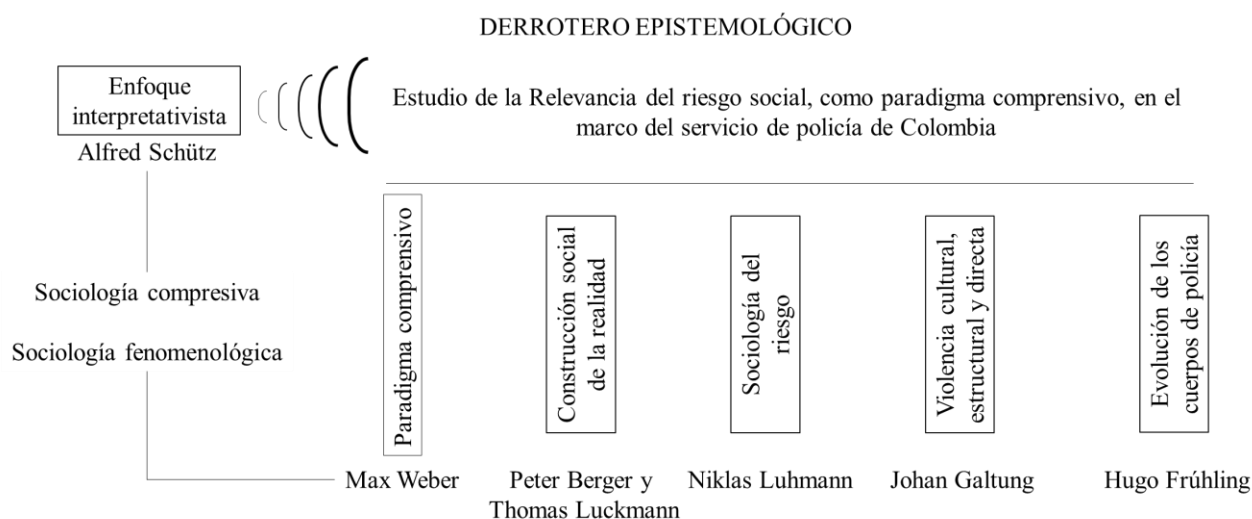 DERROTERO EPISTEMOLÓGICO
Enfoque
interpretativista
Alfred Schütz
Estudio de la Relevancia del riesgo social, como paradigma comprensivo, en el
marco del servicio de policía de Colombia
Sociología compresiva
Sociología fenomenológica
Paradigma comprensivo
Construcción social
de la realidad
Sociología del
riesgo
Violencia cultural,
estructural y directa
Evolución de los
cuerpos de policía
Max Weber
Peter Berger y
Thomas Luckmann
Niklas Luhmann
Johan Galtung
Hugo Frúhling